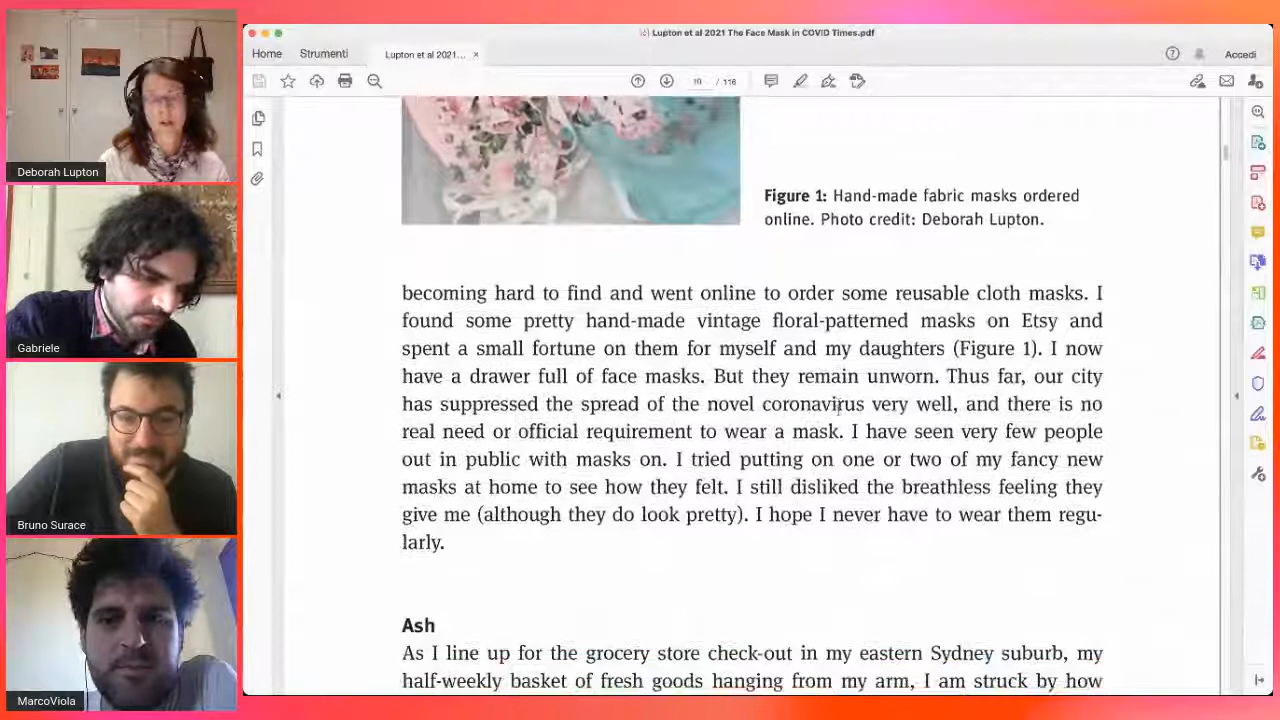 Lupton et al 2021 The Face Mask in COVID Times.pdf
Home
Strumenti
Lupton et al 2021...
×
Accedi
10 / 116
Figure 1: Hand-made fabric masks ordered
online. Photo credit: Deborah Lupton.
becoming hard to find and went online to order some reusable cloth masks. I
found some pretty hand-made vintage floral-patterned masks on Etsy and
spent a small fortune on them for myself and my daughters (Figure 1). I now
have a drawer full of face masks. But they remain unworn. Thus far, our city
has suppressed the spread of the novel coronavirus very well, and there is no
real need or official requirement to wear a mask. I have seen very few people
out in public with masks on. I tried putting on one or two of my fancy new
masks at home to see how they felt. I still disliked the breathless feeling they
give me (although they do look pretty). I hope I never have to wear them regu-
larly.
Ash
As I line up for the grocery store check-out in my eastern Sydney suburb, my
half-weekly basket of fresh goods hanging from my arm, I am struck by how
Deborah Lupton
Gabriele
Bruno Surace
MarcoViola